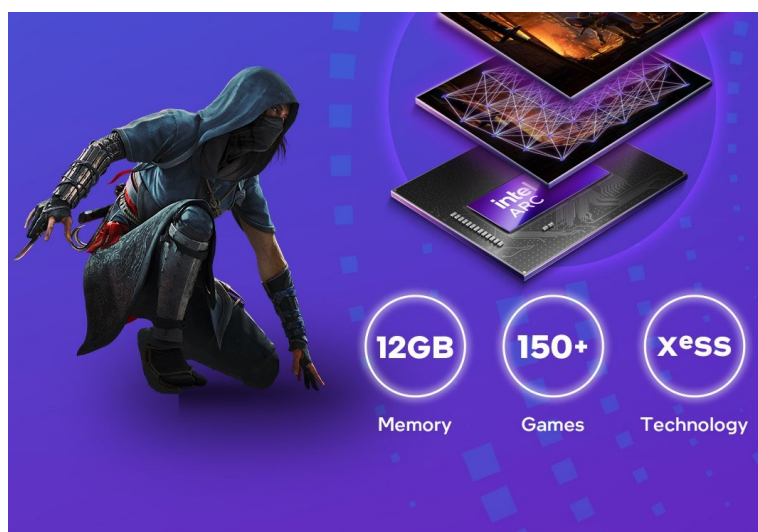 intel
ARC
12GB
150+
XeSS
Memory
Games
Technology